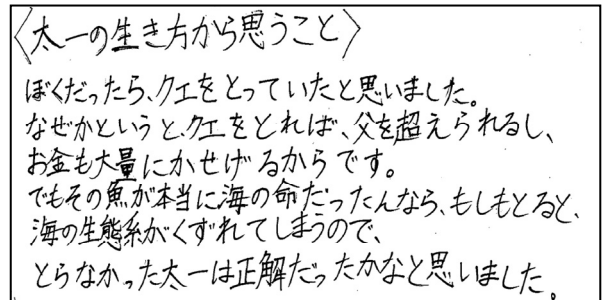 〈太一の生き方から思うこと〉
ぼくだったら、クエをとっていたと思いました。
なぜかというと、クエをとれば、父を超えられるし、
お金も大量にかせげるからです。
でもその魚が本当に海の命だったんなら、もしもとると、
海の生態系がくずれてしまうので、
とらなかった太一は正解だったかなと思いました。